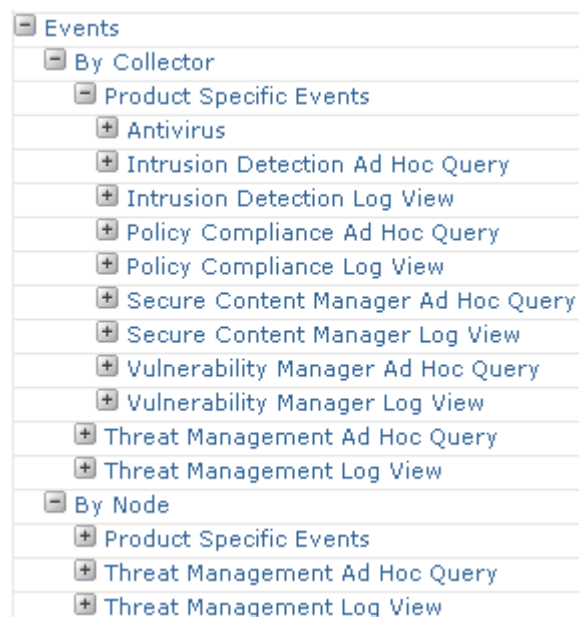 Events
By Collector
Product Specific Events
Antivirus
Intrusion Detection Ad Hoc Query
Intrusion Detection Log View
Policy Compliance Ad Hoc Query
Policy Compliance Log View
Secure Content Manager Ad Hoc Query
Secure Content Manager Log View
Vulnerability Manager Ad Hoc Query
Vulnerability Manager Log View
Threat Management Ad Hoc Query
Threat Management Log View
By Node
Product Specific Events
Threat Management Ad Hoc Query
Threat Management Log View